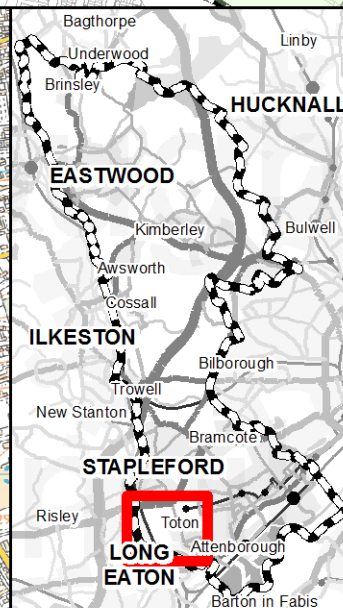 Bagthorpe
Linby
Underwood
Brinsley
HUCKNALL
EASTWOOD
Kimberley
Bulwell
Awsworth
Cossall
ILKESTON
Bilborough
Trowell
New Stanton
Bramcote
STAPLEFORD
Risley
Toton
LONG
EATON
Attenborough
Barton in Fabis